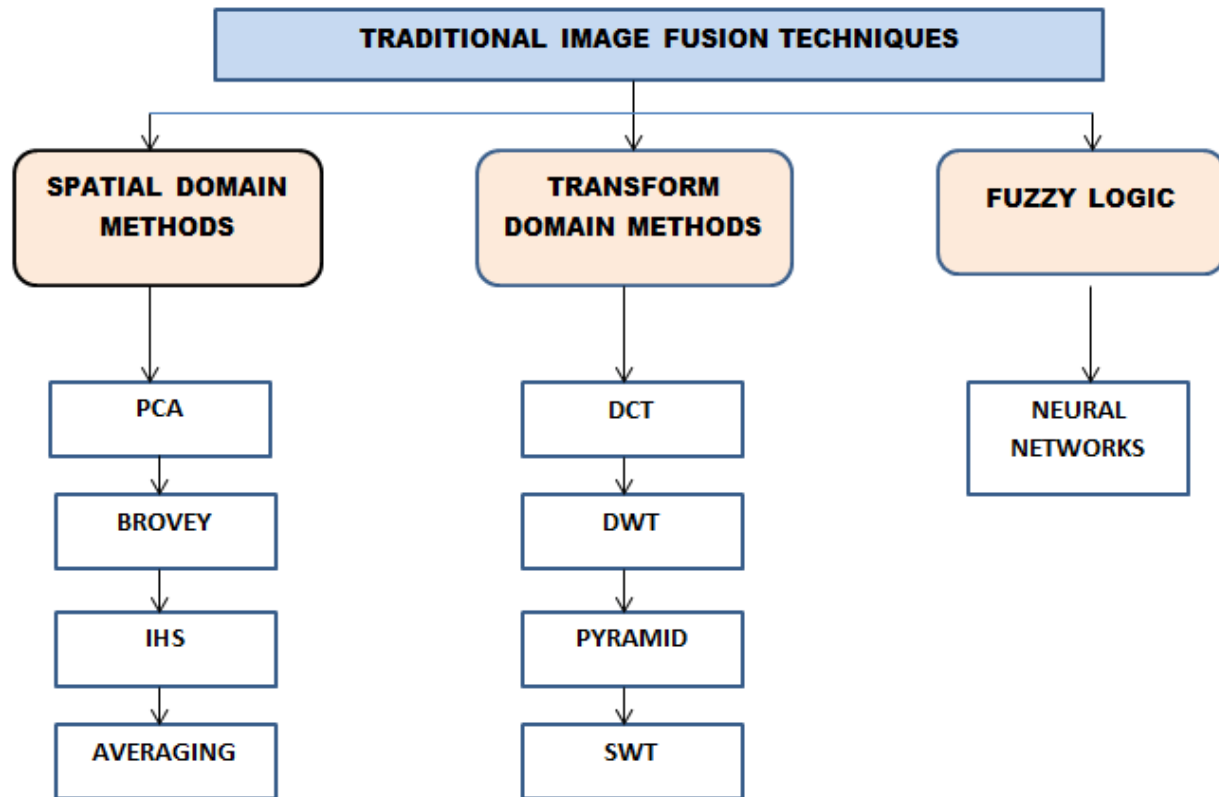 TRADITIONAL IMAGE FUSION TECHNIQUES
SPATIAL DOMAIN
METHODS
TRANSFORM
DOMAIN METHODS
FUZZY LOGIC
PCA
BROVEY
IHS
AVERAGING
DCT
DWT
PYRAMID
SWT
NEURAL
NETWORKS